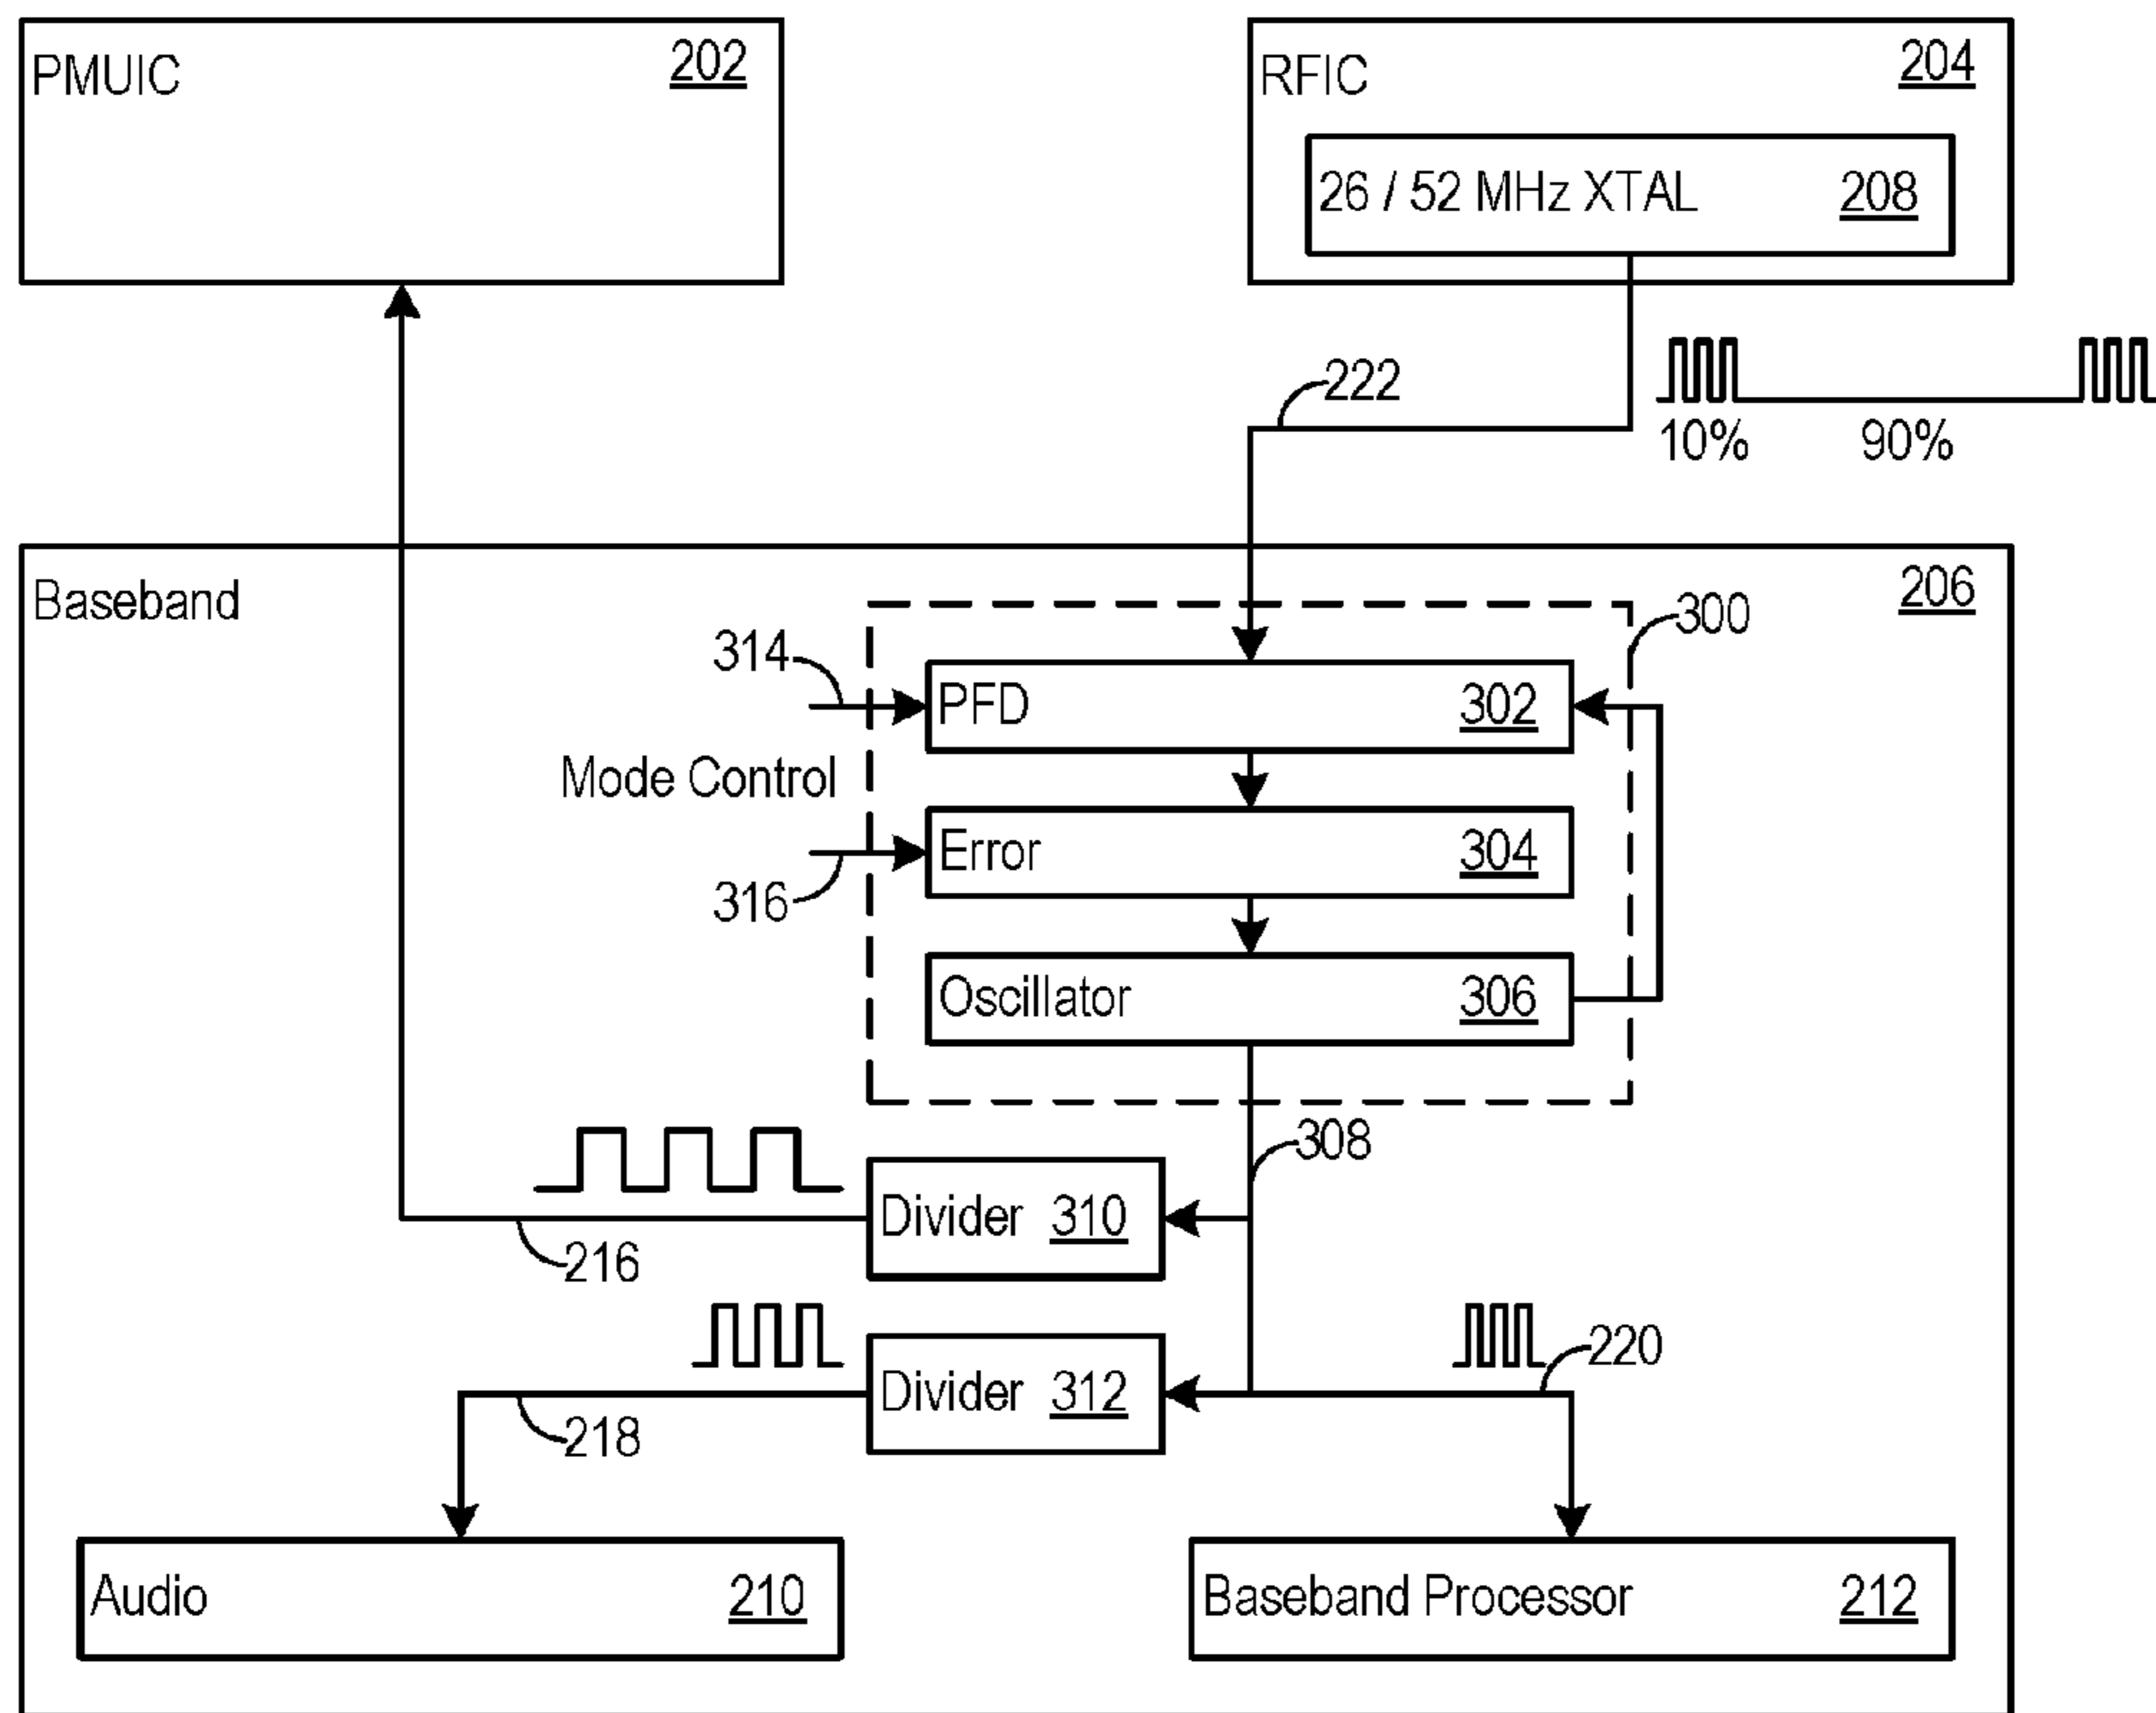 PMUIC 202
RFIC 204
26 / 52 MHz XTAL 208
222
10% 90%
Baseband 206
300
314
PFD 302
Mode Control
Error 304
316
Oscillator 306
308
Divider 310
216
220
Divider 312
218
Audio 210
Baseband Processor 212